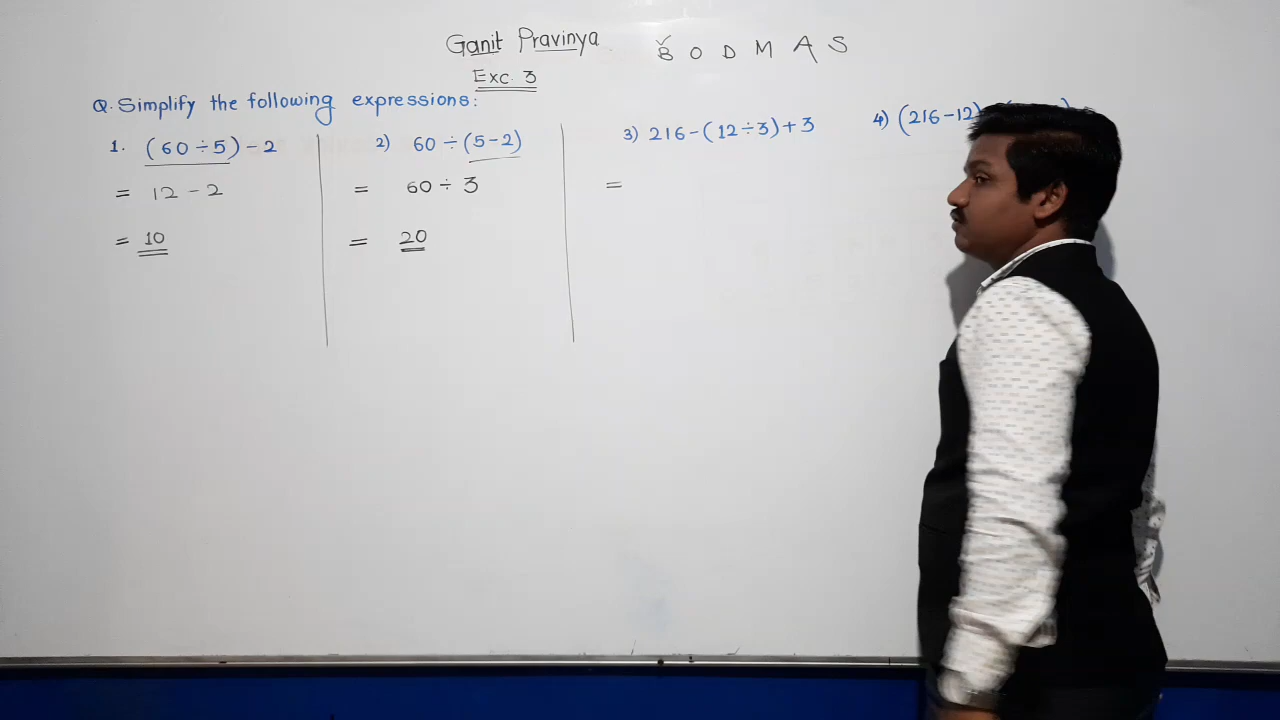 Ganit Pravinya
B O D M A S
Exc. 3
Q. Simplify the following expressions:
1. (60 ÷ 5) - 2
= 12 - 2
= 10
2) 60 ÷ (5 - 2)
= 60 ÷ 3
= 20
3) 216 - (12 ÷ 3) + 3
=
4) (216 - 12)